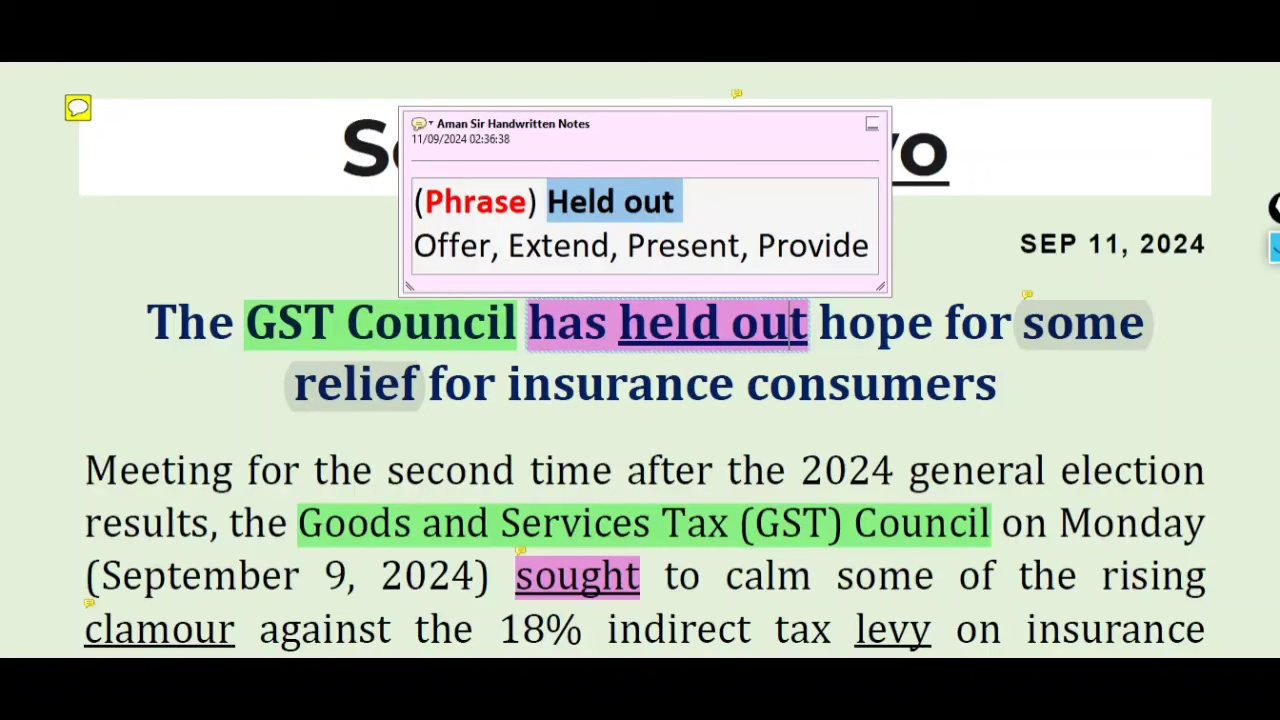 Aman Sir Handwritten Notes
11/09/2024 02:36:38
(Phrase) Held out
Offer, Extend, Present, Provide
SEP 11, 2024
The GST Council has held out hope for some
relief for insurance consumers
Meeting for the second time after the 2024 general election
results, the Goods and Services Tax (GST) Council on Monday
(September 9, 2024) sought to calm some of the rising
clamour against the 18% indirect tax levy on insurance